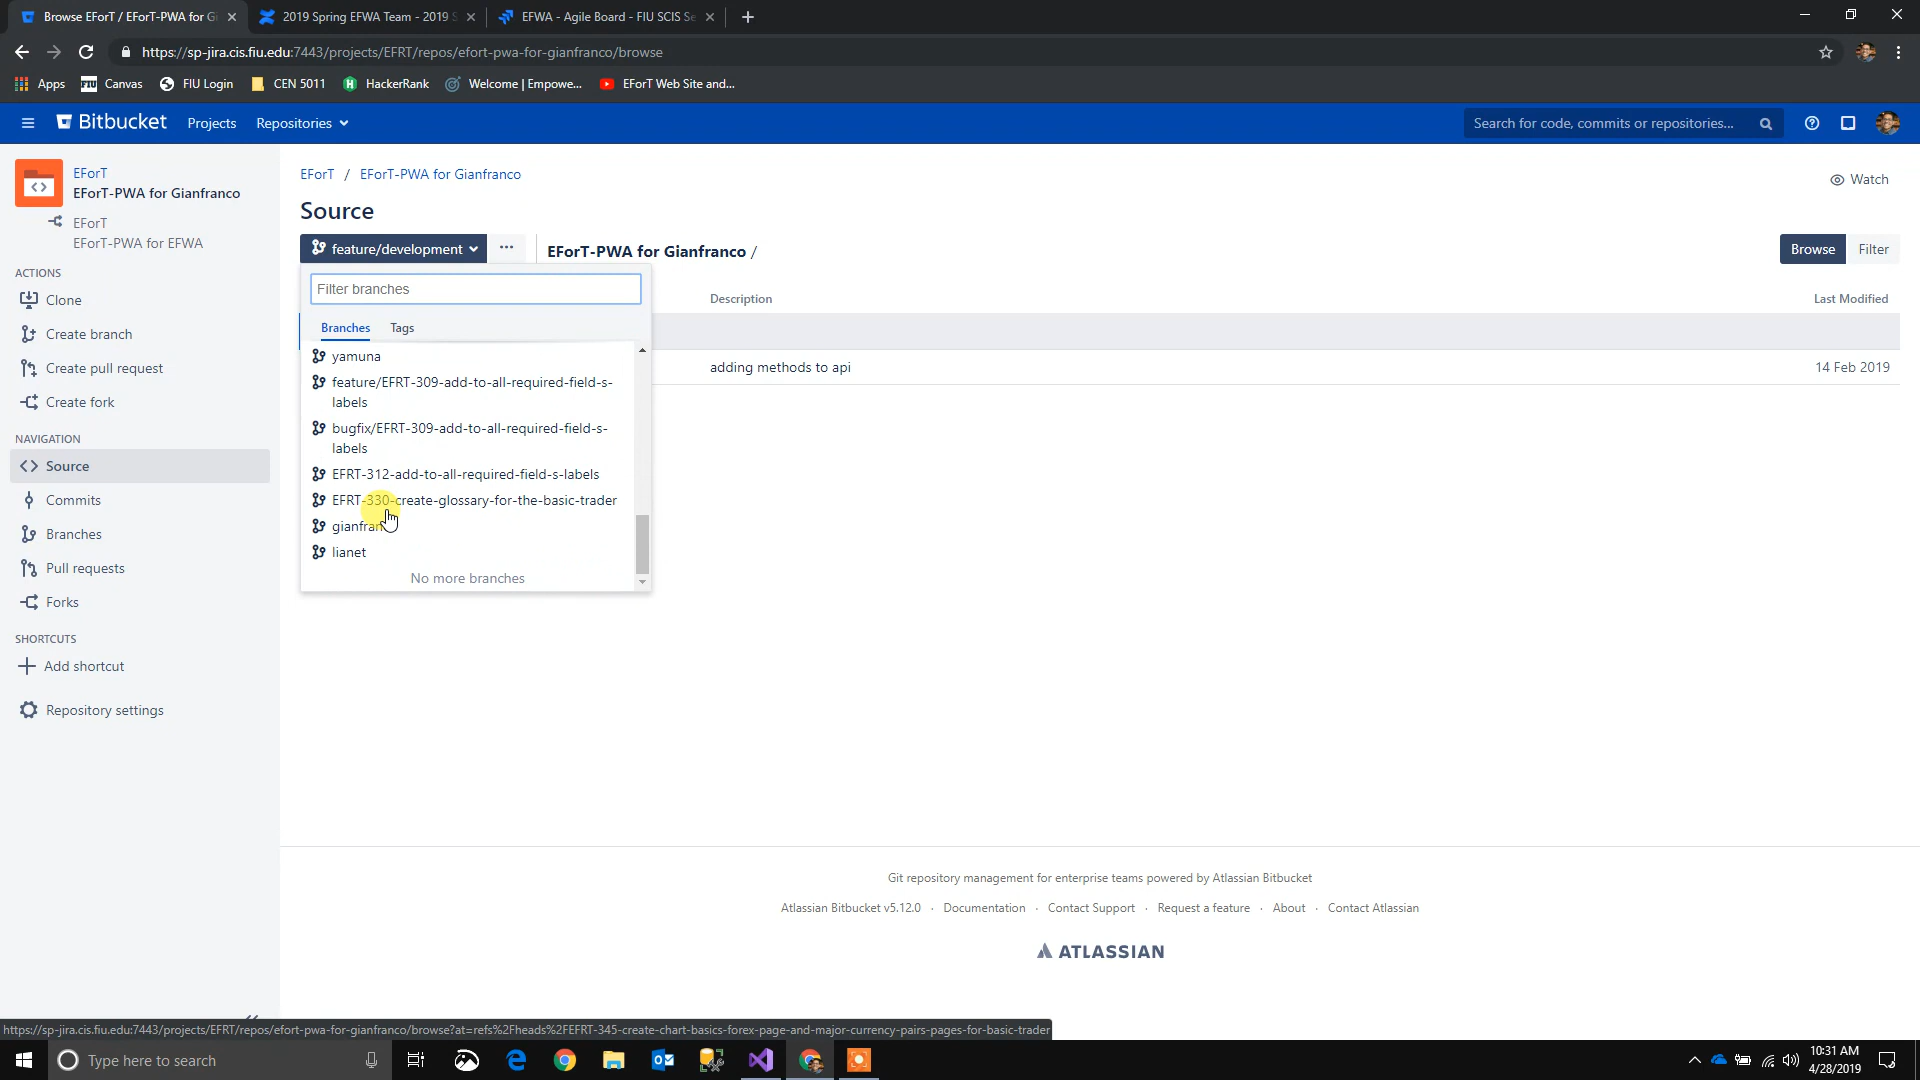 Browse EForT / EForT-PWA for G
2019 Spring EFWA Team - 2019 S
EFWA - Agile Board - FIU SCIS Se
https://sp-jira.cis.fiu.edu:7443/projects/EFRT/repos/efort-pwa-for-gianfranco/browse
Apps
FIU
Canvas
FIU Login
CEN 5011
HackerRank
Welcome | Empowe...
EForT Web Site and...
Bitbucket
Projects
Repositories
Search for code, commits or repositories...
EForT
EForT-PWA for Gianfranco
EForT
EForT-PWA for EFWA
ACTIONS
Clone
Create branch
Create pull request
Create fork
NAVIGATION
Source
Commits
Branches
Pull requests
Forks
SHORTCUTS
Add shortcut
Repository settings
EForT / EForT-PWA for Gianfranco
Watch
Source
feature/development
EForT-PWA for Gianfranco /
Browse
Filter
Filter branches
Description
Last Modified
Branches
Tags
yamuna
adding methods to api
14 Feb 2019
feature/EFRT-309-add-to-all-required-field-s-
labels
bugfix/EFRT-309-add-to-all-required-field-s-
labels
EFRT-312-add-to-all-required-field-s-labels
EFRT-330-create-glossary-for-the-basic-trader
gianfran
lianet
No more branches
Git repository management for enterprise teams powered by Atlassian Bitbucket
Atlassian Bitbucket v5.12.0 · Documentation · Contact Support · Request a feature · About · Contact Atlassian
ATLASSIAN
https://sp-jira.cis.fiu.edu:7443/projects/EFRT/repos/efort-pwa-for-gianfranco/browse?at=refs%2Fheads%2FEFRT-345-create-chart-basics-forex-page-and-major-currency-pairs-pages-for-basic-trader
Type here to search
10:31 AM
4/28/2019